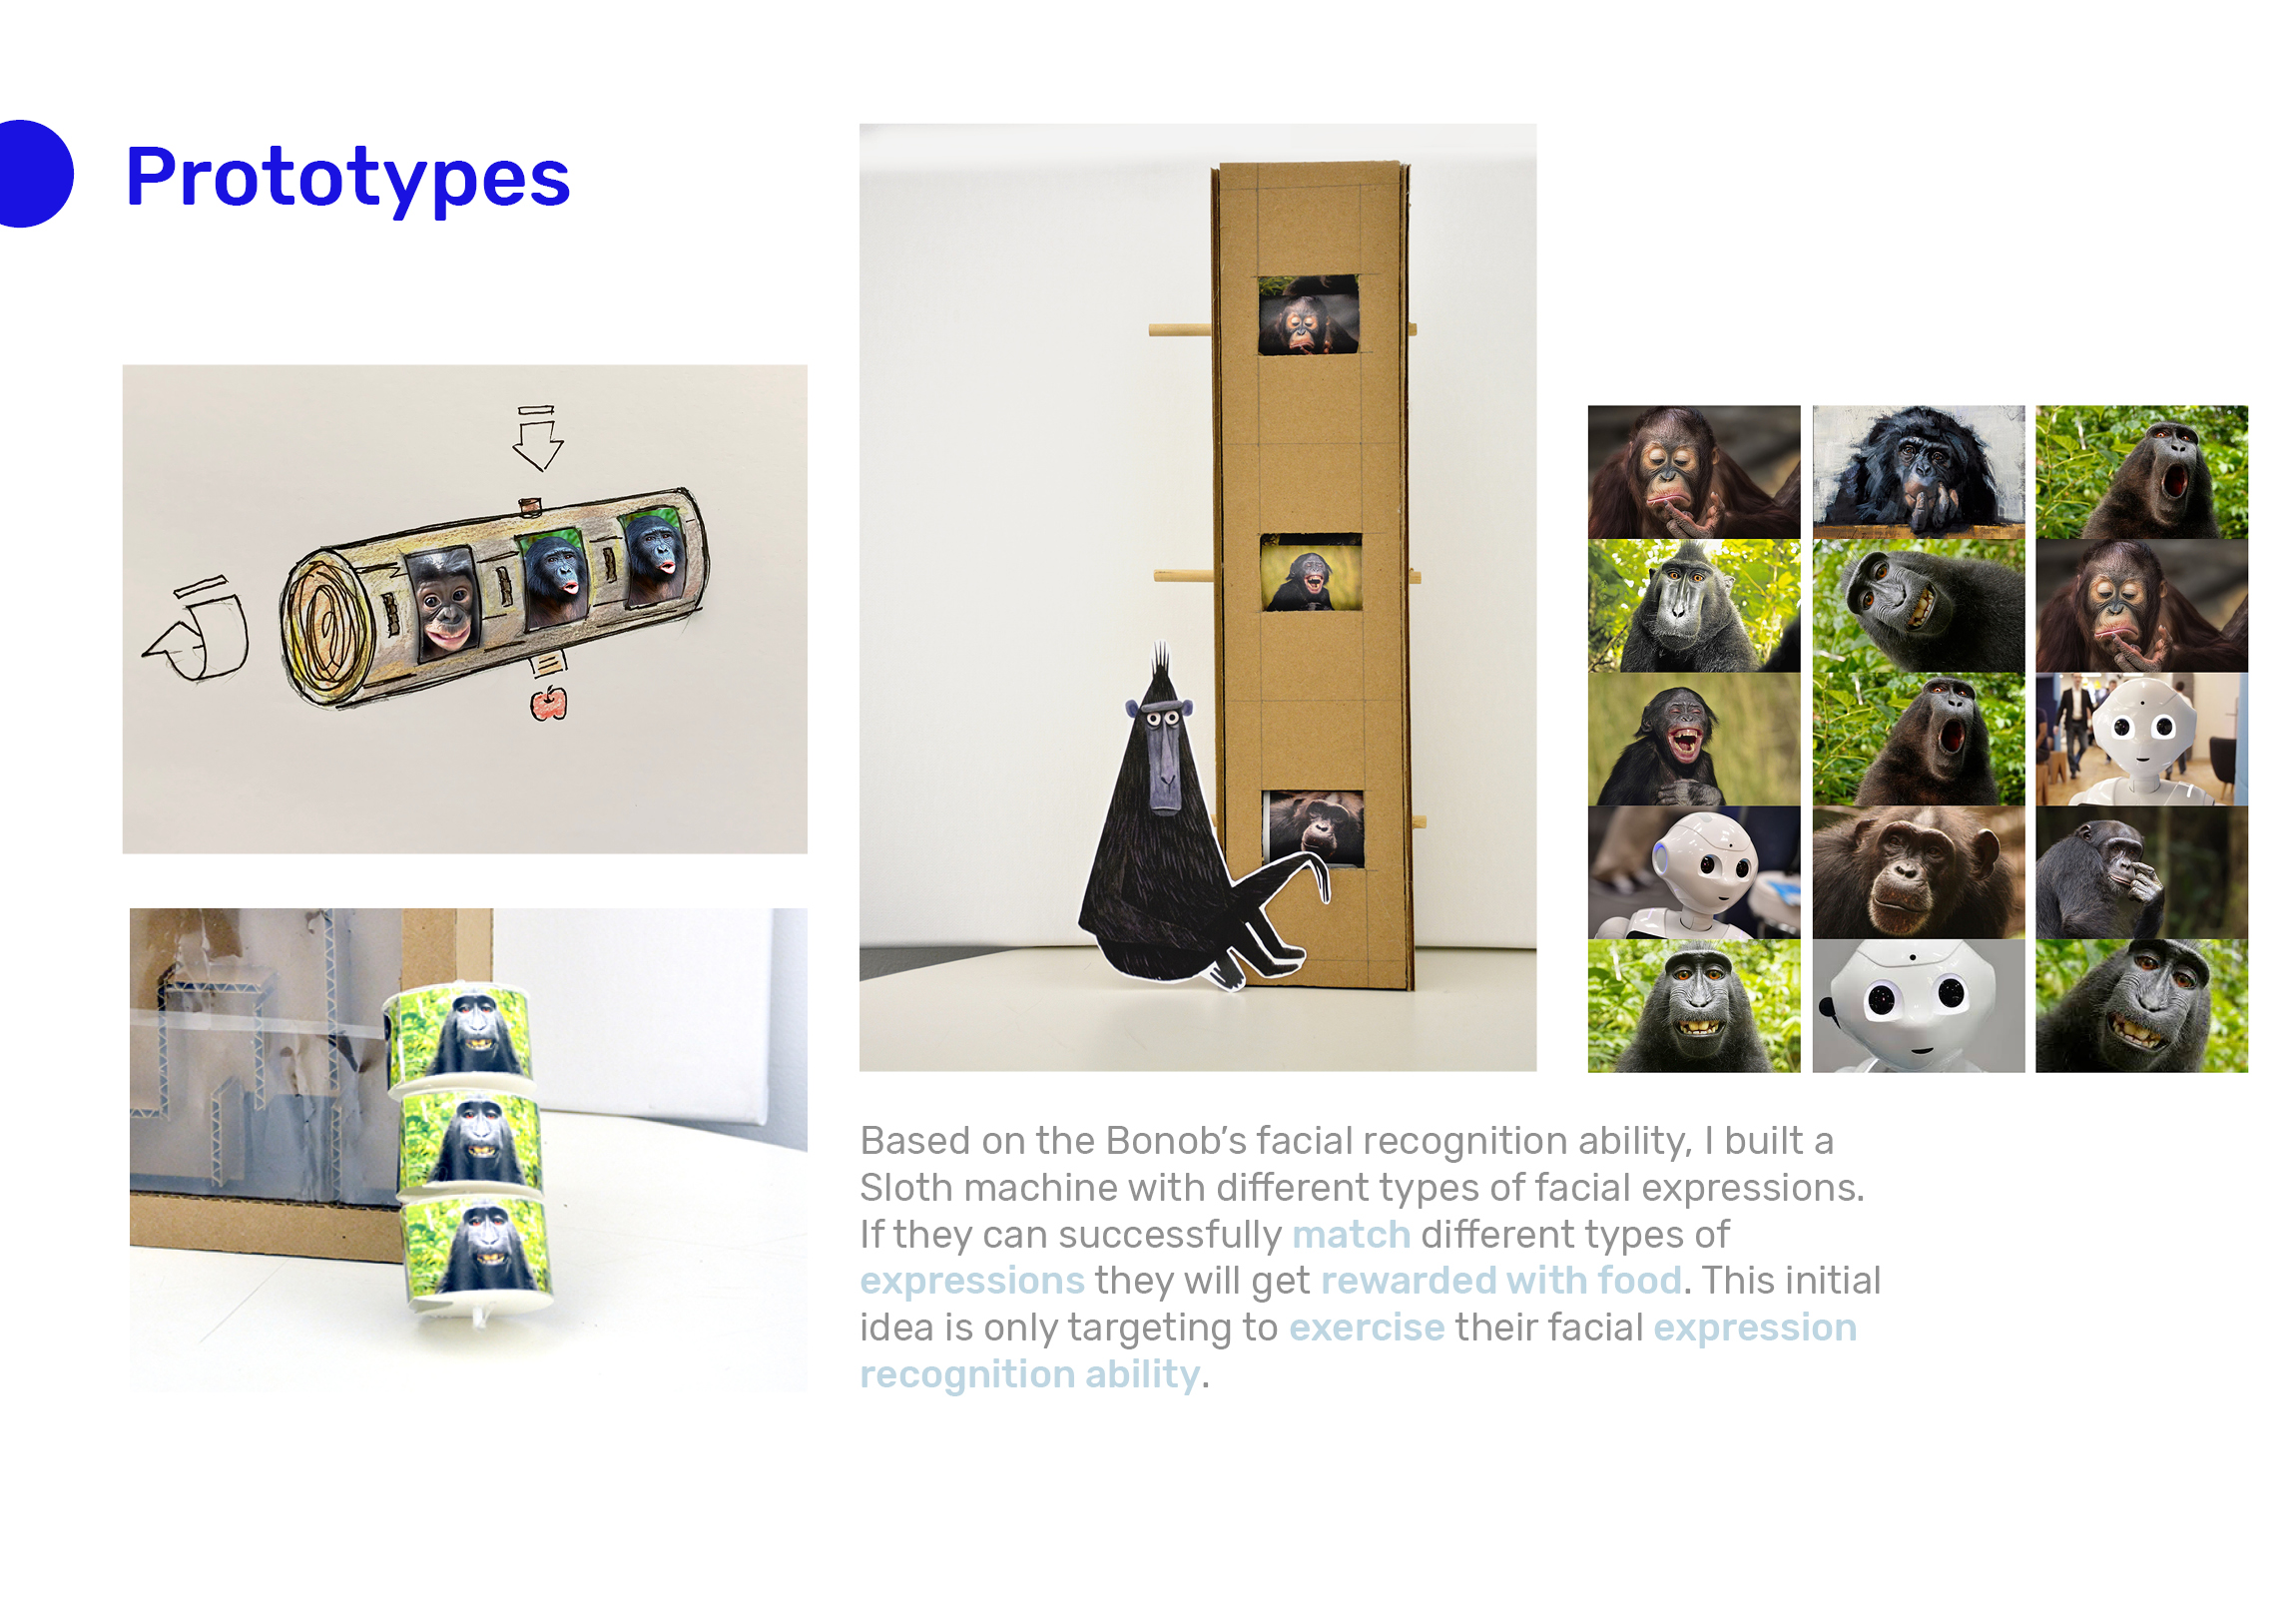 Prototypes
Based on the Bonob’s facial recognition ability, I built a
Sloth machine with different types of facial expressions.
If they can successfully match different types of
expressions they will get rewarded with food. This initial
idea is only targeting to exercise their facial expression
recognition ability.